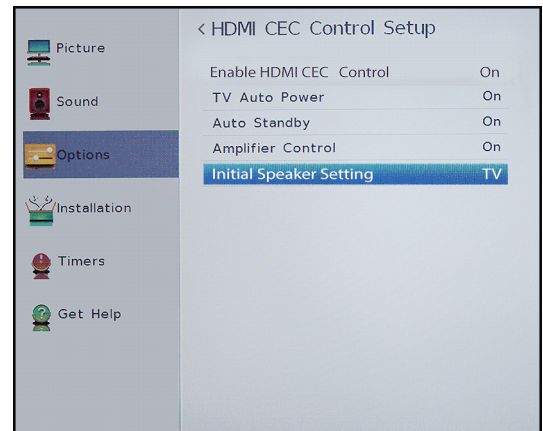 < HDMI CEC Control Setup
Picture
Sound
Options
Installation
Timers
Get Help
Enable HDMI CEC Control On
TV Auto Power On
Auto Standby On
Amplifier Control On
Initial Speaker Setting TV